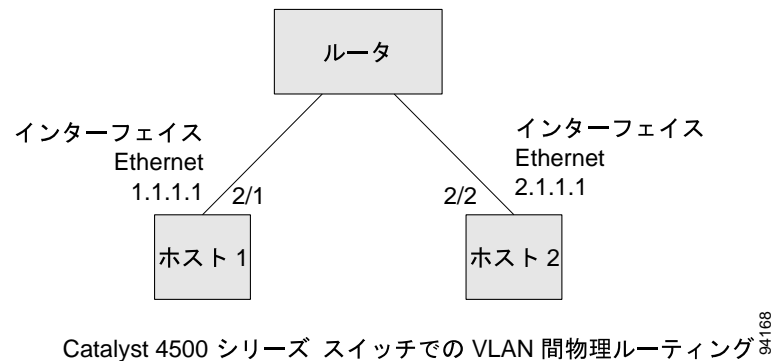 ルータ
インターフェイス
Ethernet
1.1.1.1
2/1
インターフェイス
Ethernet
2.1.1.1
2/2
ホスト 1
ホスト 2
Catalyst 4500 シリーズ スイッチでの VLAN 間物理ルーティング
94168